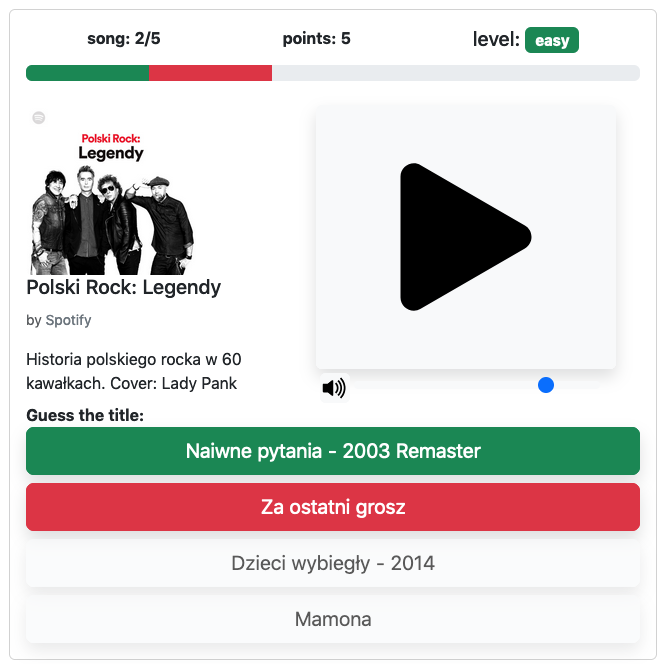 song: 2/5 points: 5 level: easy
Polski Rock:
Legendy
Polski Rock: Legendy
by Spotify
Historia polskiego rocka w 60
kawałkach. Cover: Lady Pank
Guess the title:
Naiwne pytania - 2003 Remaster
Za ostatni grosz
Dzieci wybiegły - 2014
Mamona